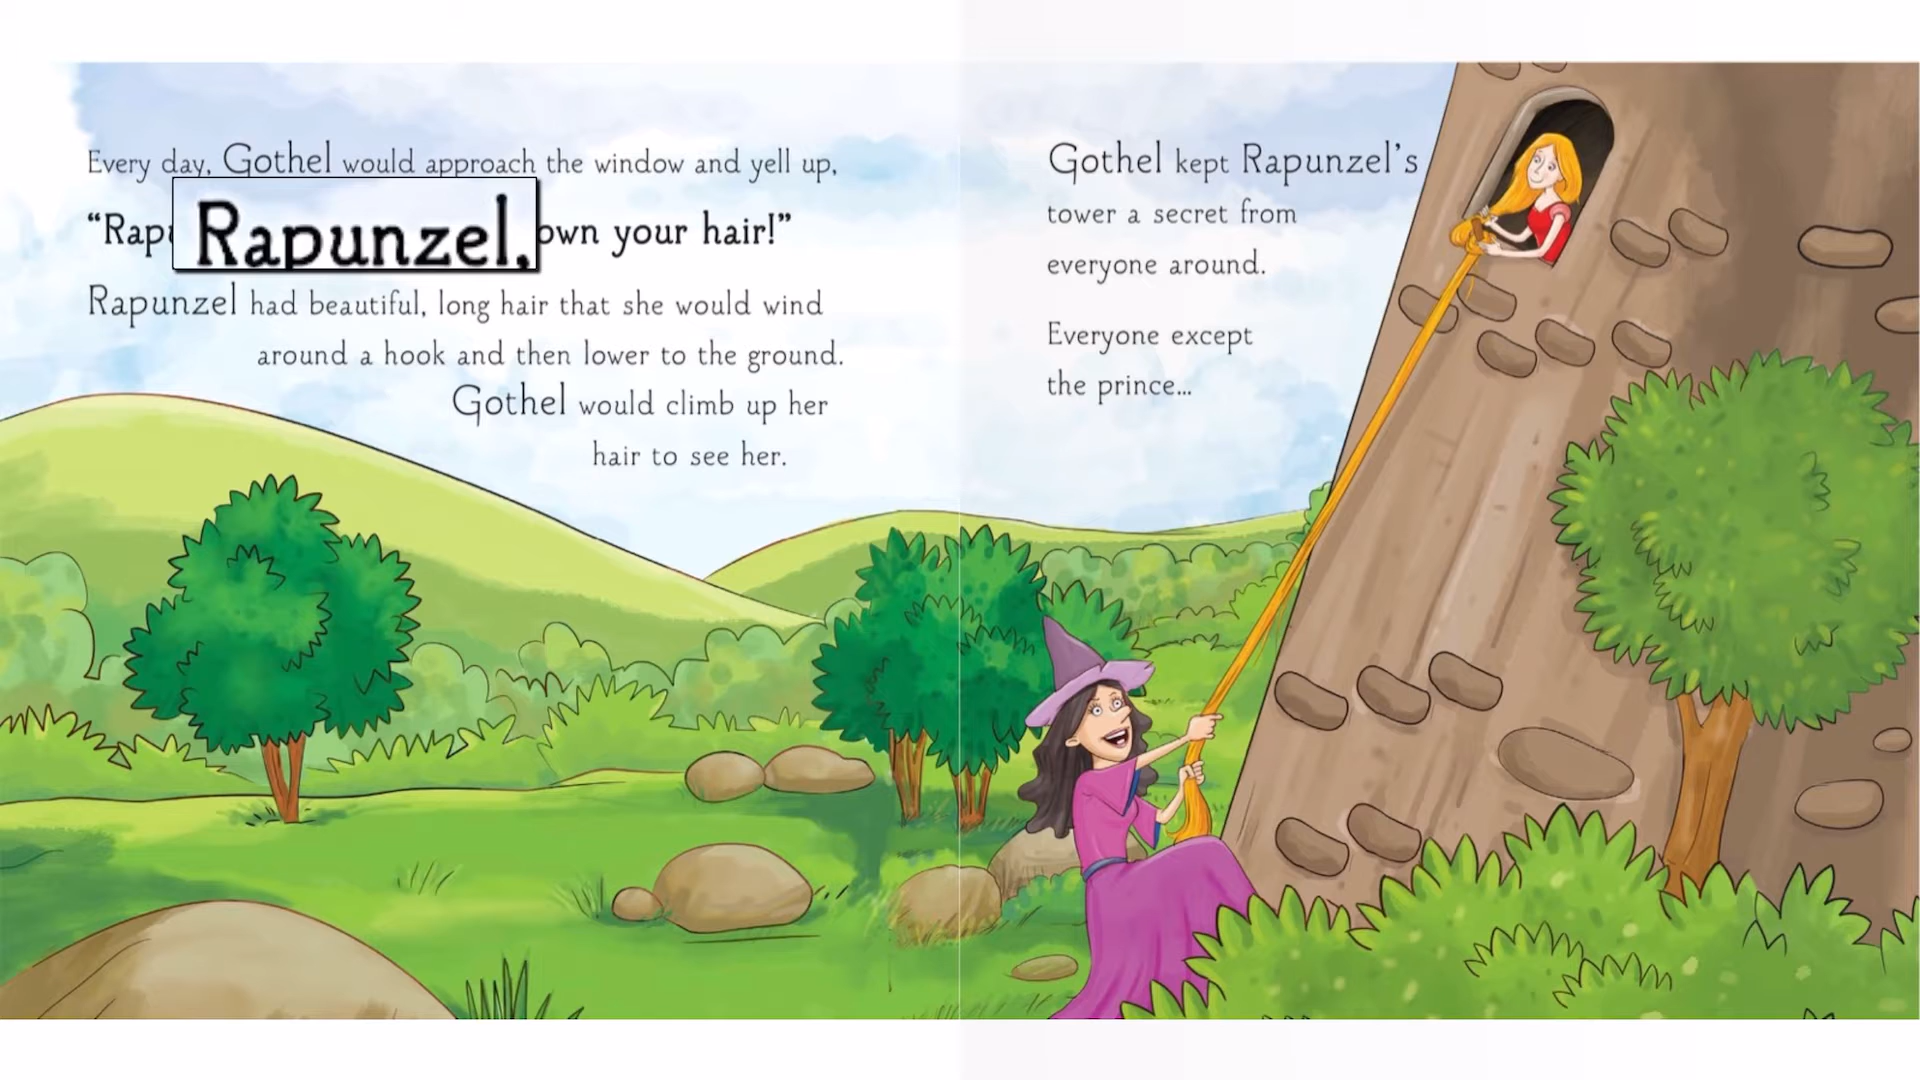 Every day, Gothel would approach the window and yell up,
“Rap Rapunzel, own your hair!”
Rapunzel had beautiful, long hair that she would wind
around a hook and then lower to the ground.
Gothel would climb up her
hair to see her.
Gothel kept Rapunzel’s
tower a secret from
everyone around.
Everyone except
the prince...